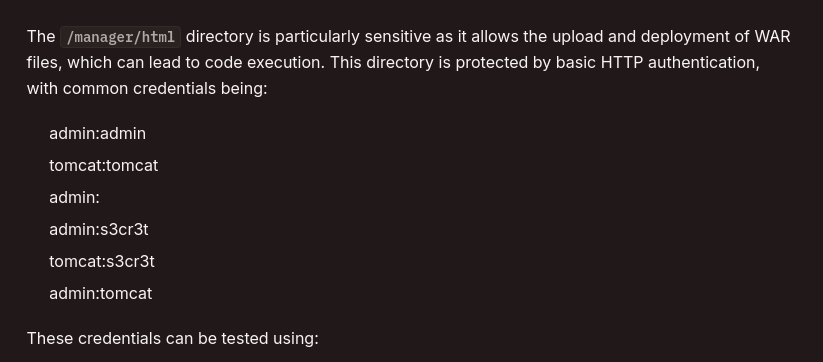 The /manager/html directory is particularly sensitive as it allows the upload and deployment of WAR
files, which can lead to code execution. This directory is protected by basic HTTP authentication,
with common credentials being:
admin:admin
tomcat:tomcat
admin:
admin:s3cr3t
tomcat:s3cr3t
admin:tomcat
These credentials can be tested using: